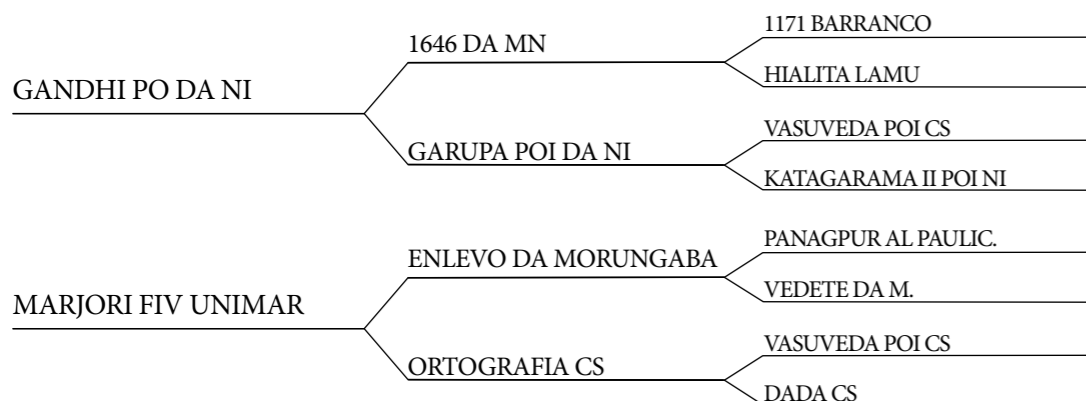 1171 BARRANCO
1646 DA MN
HIALITA LAMU
GANDHI PO DA NI
VASUVEDA POI CS
GARUPA POI DA NI
KATAGARAMA II POI NI
PANAGPUR AL PAULIC.
ENLEVO DA MORUNGABA
VEDETE DA M.
MARJORI FIV UNIMAR
VASUVEDA POI CS
ORTOGRAFIA CS
DADA CS